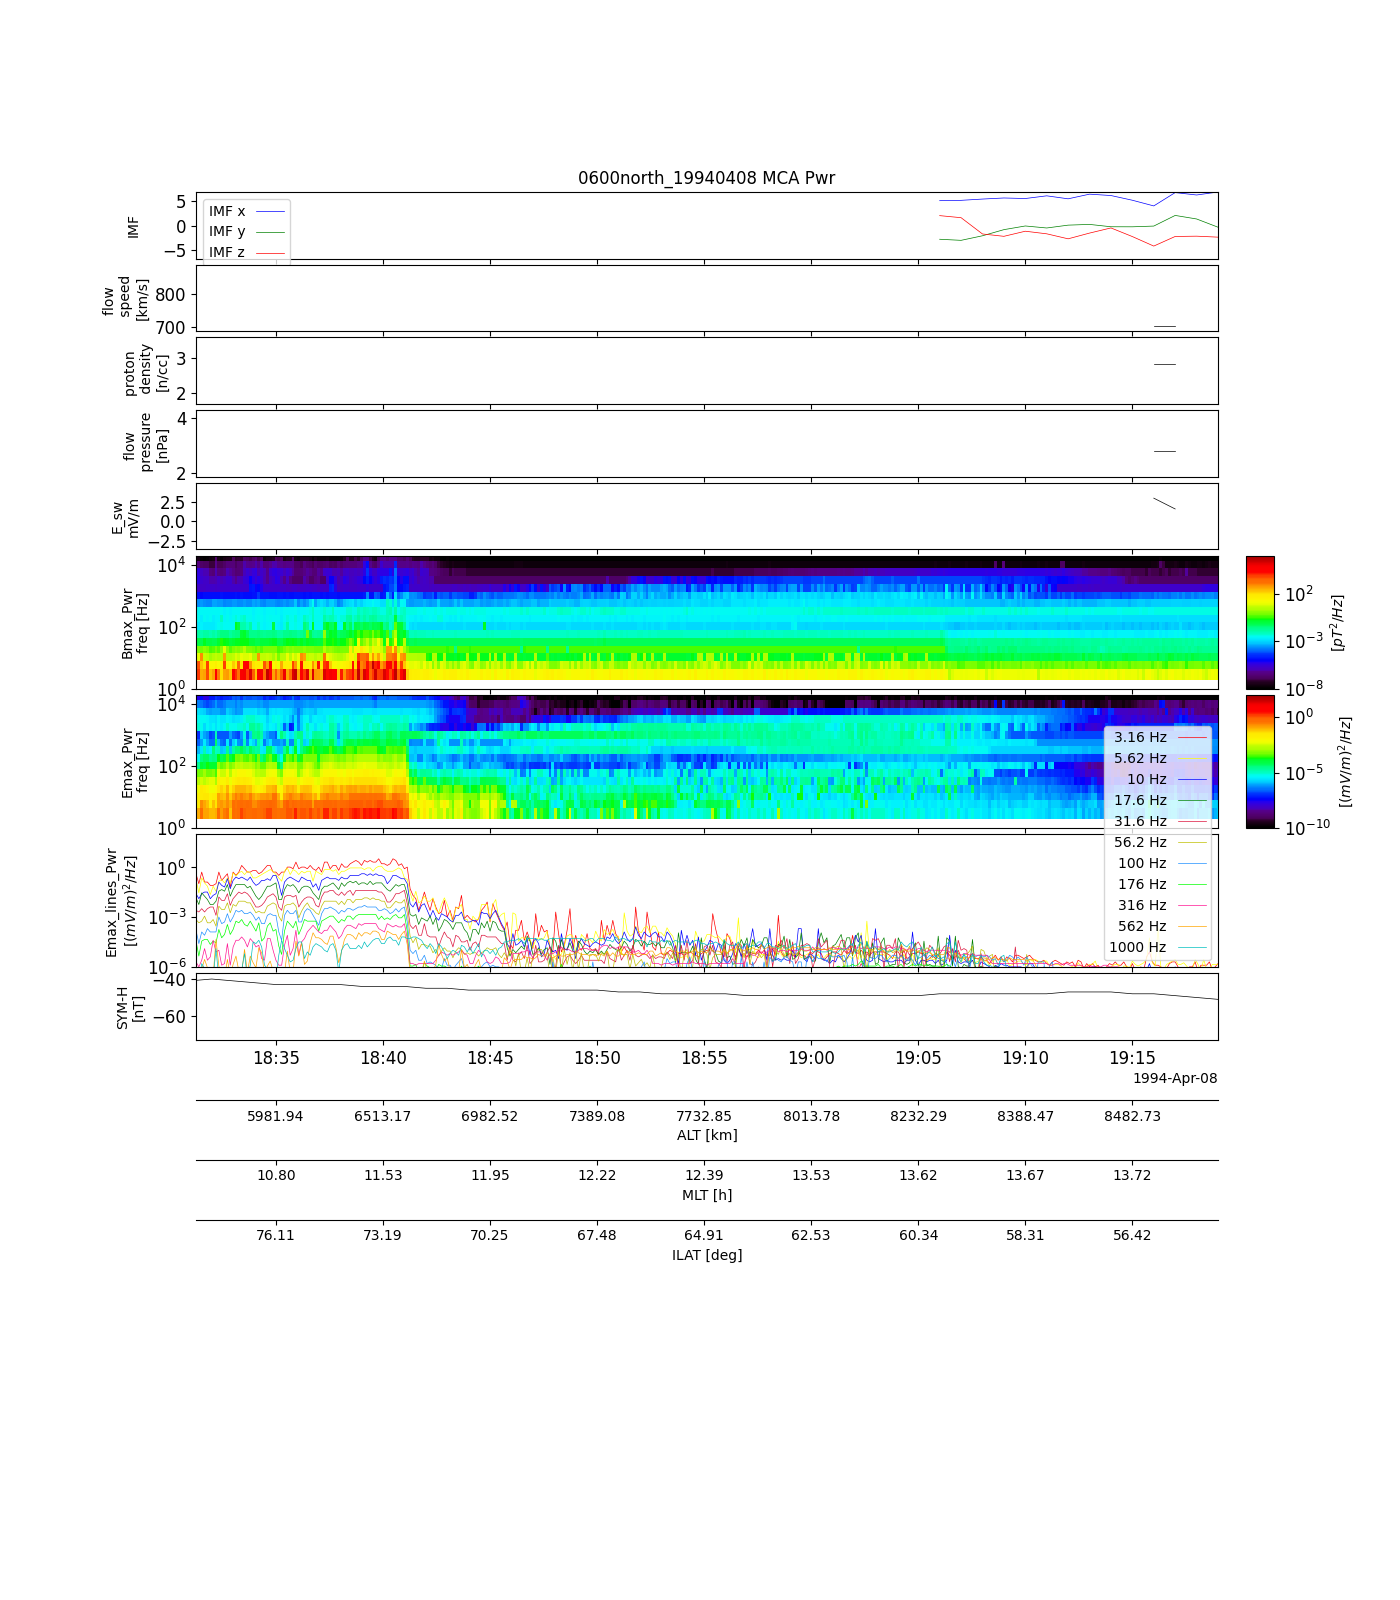 0600north_19940408 MCA Pwr
IMF
5
0
−5
IMF x
IMF y
IMF z
flow
speed
[km/s]
800
700
proton
density
[n/cc]
3
2
flow
pressure
[nPa]
4
2
E_sw
mV/m
2.5
0.0
−2.5
Bmax_Pwr
freq [Hz]
10^4
10^2
10^0
10^2
10^−3
10^−8
[pT^2/Hz]
Emax_Pwr
freq [Hz]
10^4
10^2
10^0
10^0
10^−5
10^−10
[(mV/m)^2/Hz]
3.16 Hz
5.62 Hz
10 Hz
17.6 Hz
31.6 Hz
56.2 Hz
100 Hz
176 Hz
316 Hz
562 Hz
1000 Hz
Emax_lines_Pwr
[(mV/m)^2/Hz]
10^0
10^−3
10^−6
SYM-H
[nT]
−40
−60
18:35 18:40 18:45 18:50 18:55 19:00 19:05 19:10 19:15
1994-Apr-08
5981.94 6513.17 6982.52 7389.08 7732.85 8013.78 8232.29 8388.47 8482.73
ALT [km]
10.80 11.53 11.95 12.22 12.39 13.53 13.62 13.67 13.72
MLT [h]
76.11 73.19 70.25 67.48 64.91 62.53 60.34 58.31 56.42
ILAT [deg]